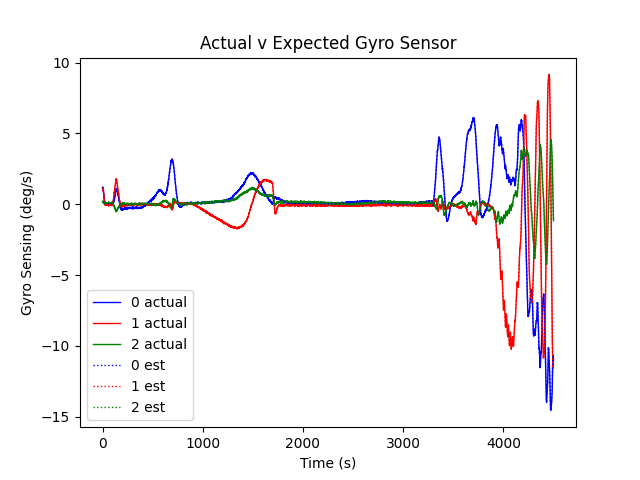 Actual v Expected Gyro Sensor
10
5
0
−5
−10
−15
Gyro Sensing (deg/s)
0 actual
1 actual
2 actual
0 est
1 est
2 est
0 1000 2000 3000 4000
Time (s)